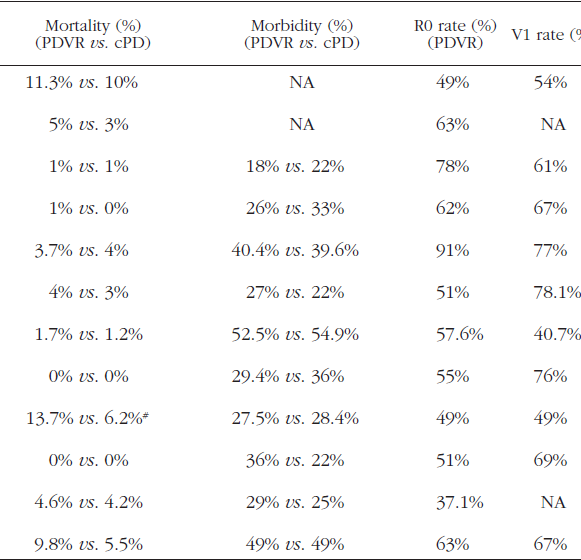 Mortality (%) Morbidity (%) R0 rate (%)
(PDVR vs. cPD) (PDVR vs. cPD) (PDVR) V1 rate (%
11.3% vs. 10% NA 49% 54%
5% vs. 3% NA 63% NA
1% vs. 1% 18% vs. 22% 78% 61%
1% vs. 0% 26% vs. 33% 62% 67%
3.7% vs. 4% 40.4% vs. 39.6% 91% 77%
4% vs. 3% 27% vs. 22% 51% 78.1%
1.7% vs. 1.2% 52.5% vs. 54.9% 57.6% 40.7%
0% vs. 0% 29.4% vs. 36% 55% 76%
13.7% vs. 6.2%# 27.5% vs. 28.4% 49% 49%
0% vs. 0% 36% vs. 22% 51% 69%
4.6% vs. 4.2% 29% vs. 25% 37.1% NA
9.8% vs. 5.5% 49% vs. 49% 63% 67%